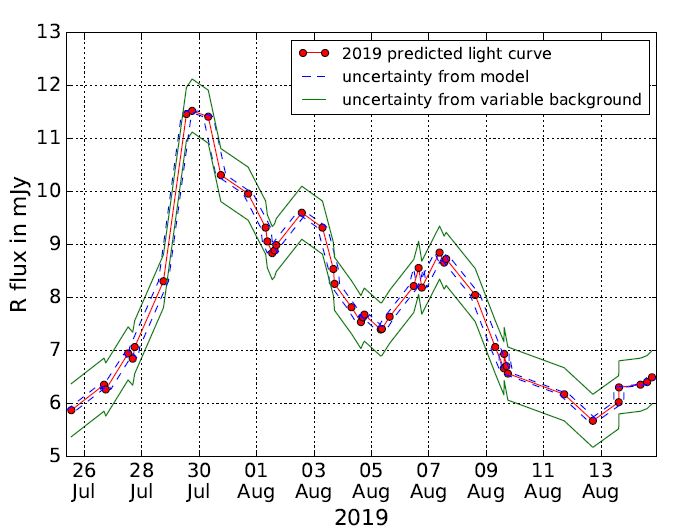 13
12
11
10
9
8
7
6
5
R flux in mJy
2019 predicted light curve
uncertainty from model
uncertainty from variable background
26 28 30 01 03 05 07 09 11 13
Jul Jul Jul Aug Aug Aug Aug Aug Aug Aug
2019